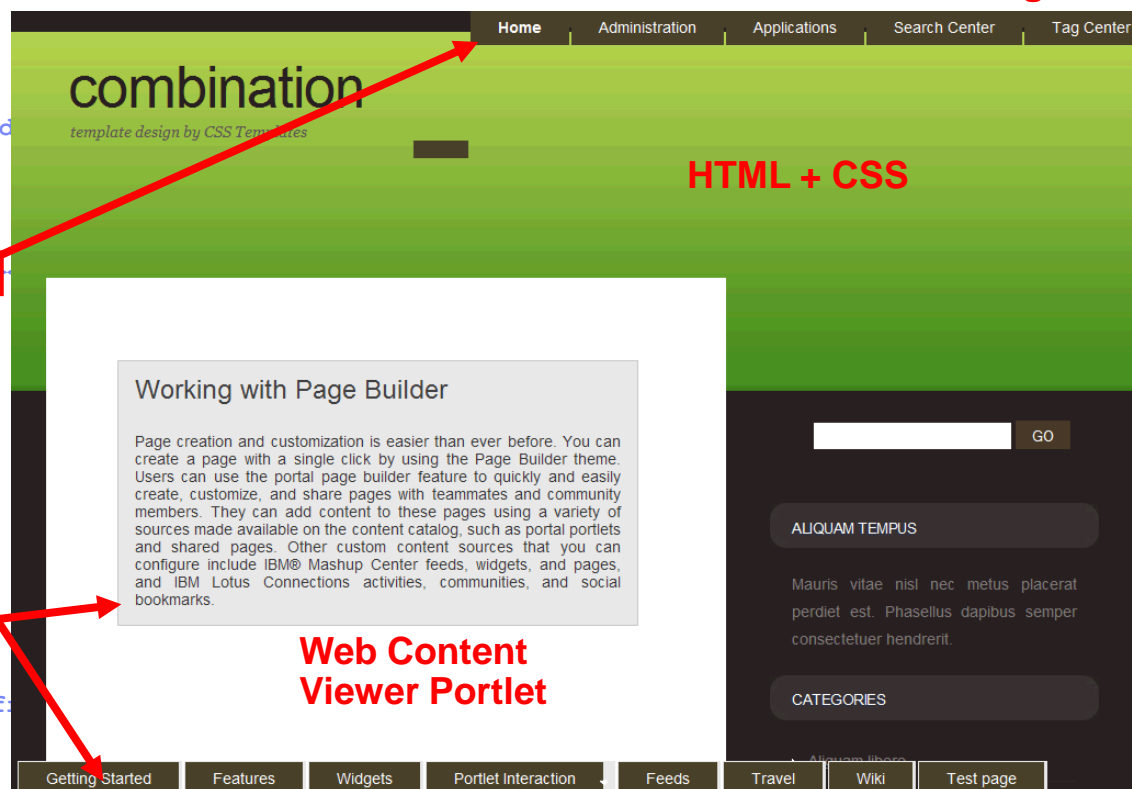 Home Administration Applications Search Center Tag Center
combination
template design by CSS Templates
HTML + CSS
Working with Page Builder
Page creation and customization is easier than ever before. You can
create a page with a single click by using the Page Builder theme.
Users can use the portal page builder feature to quickly and easily
create, customize, and share pages with teammates and community
members. They can add content to these pages using a variety of
sources made available on the content catalog, such as portal portlets
and shared pages. Other custom content sources that you can
configure include IBM® Mashup Center feeds, widgets, and pages,
and IBM Lotus Connections activities, communities, and social
bookmarks.
GO
ALIQUAM TEMPUS
Mauris vitae nisl nec metus placerat
perdiet est. Phasellus dapibus semper
consectetuer hendrerit.
Web Content
Viewer Portlet
CATEGORIES
Aliquam libero
Getting Started Features Widgets Portlet Interaction Feeds Travel Wiki Test page